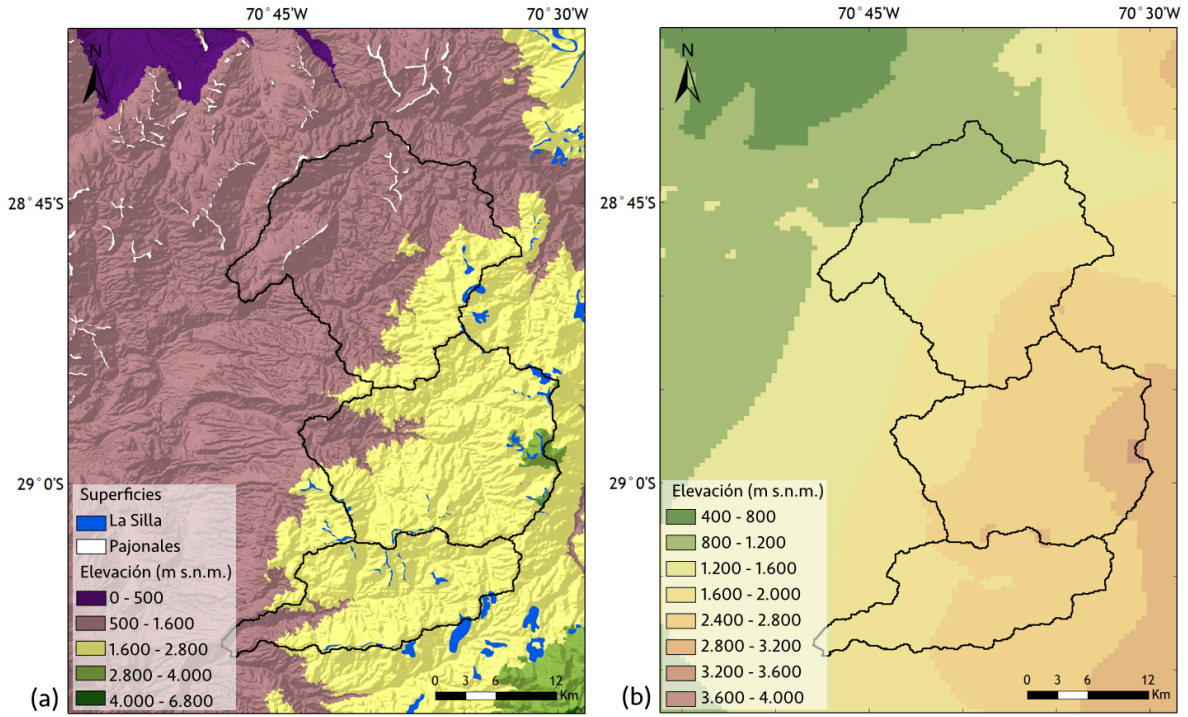 70°45'W
70°30'W
70°45'W
70°30'W
N
N
28°45'S
28°45'S
29°0'S
29°0'S
Superficies
La Silla
Pajonales
Elevación (m s.n.m.)
0 - 500
500 - 1.600
1.600 - 2.800
2.800 - 4.000
4.000 - 6.800
(a)
0 3 6 12
Km
Elevación (m s.n.m.)
400 - 800
800 - 1.200
1.200 - 1.600
1.600 - 2.000
2.400 - 2.800
2.800 - 3.200
3.200 - 3.600
3.600 - 4.000
(b)
0 3 6 12
Km